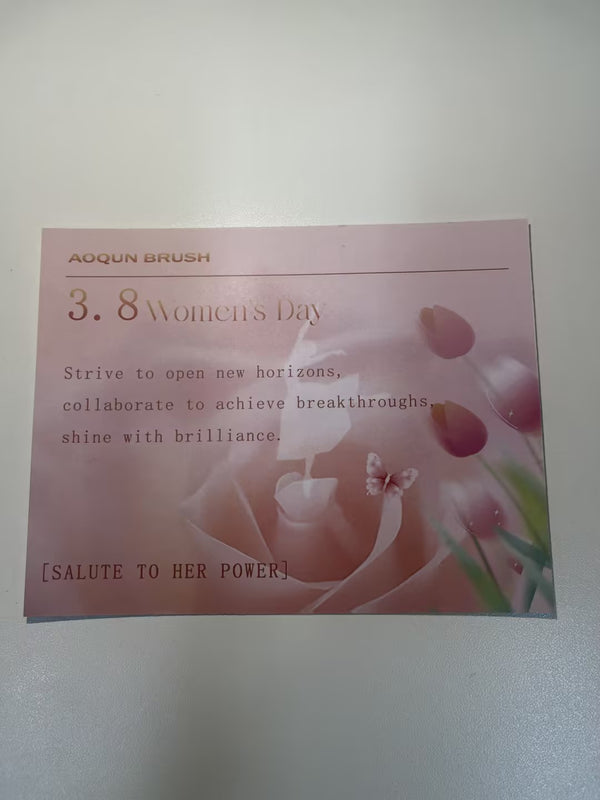 AOQUN BRUSH
3. 8 Women's Day
Strive to open new horizons,
collaborate to achieve breakthroughs,
shine with brilliance.
[SALUTE TO HER POWER]